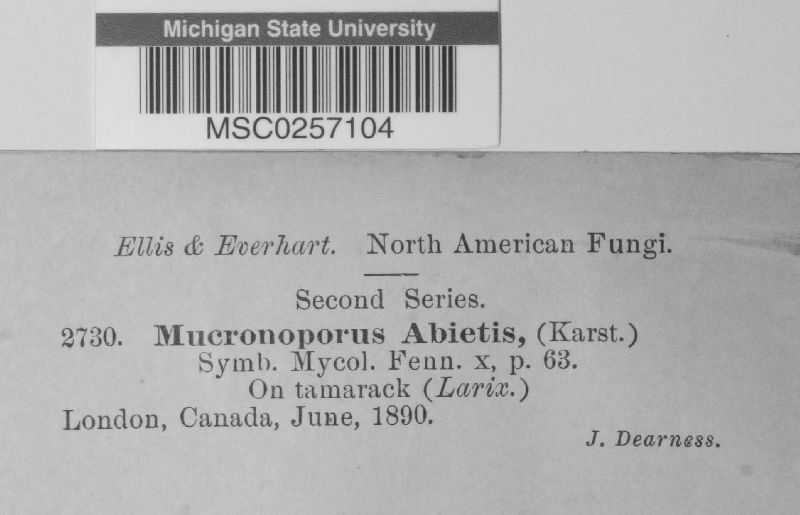 Michigan State University
MSC0257104
Ellis & Everhart. North American Fungi.
Second Series.
2730. Mucronoporus Abietis, (Karst.)
Symb. Mycol. Fenn. x, p. 63.
On tamarack (Larix.)
London, Canada, June, 1890.
J. Dearness.